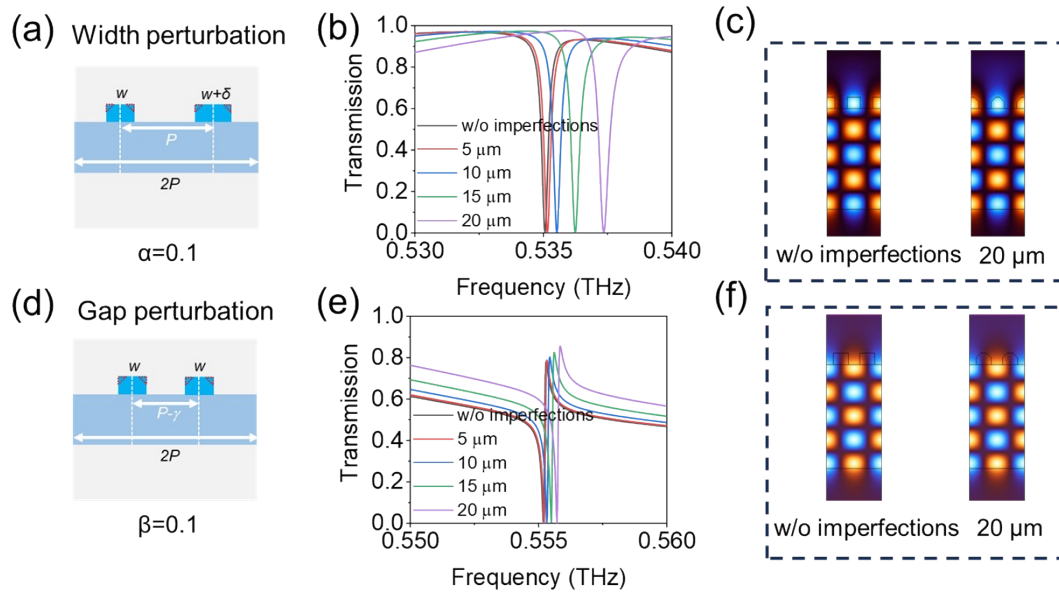 (a) Width perturbation
w w+δ
P
2P
α=0.1
(b)
Transmission
1.0
0.8
0.6
0.4
0.2
0.0
w/o imperfections
5 μm
10 μm
15 μm
20 μm
0.530 0.535 0.540
Frequency (THz)
(c)
w/o imperfections 20 μm
(d) Gap perturbation
w w
P-γ
2P
β=0.1
(e)
Transmission
1.0
0.8
0.6
0.4
0.2
0.0
w/o imperfections
5 μm
10 μm
15 μm
20 μm
0.550 0.555 0.560
Frequency (THz)
(f)
w/o imperfections 20 μm